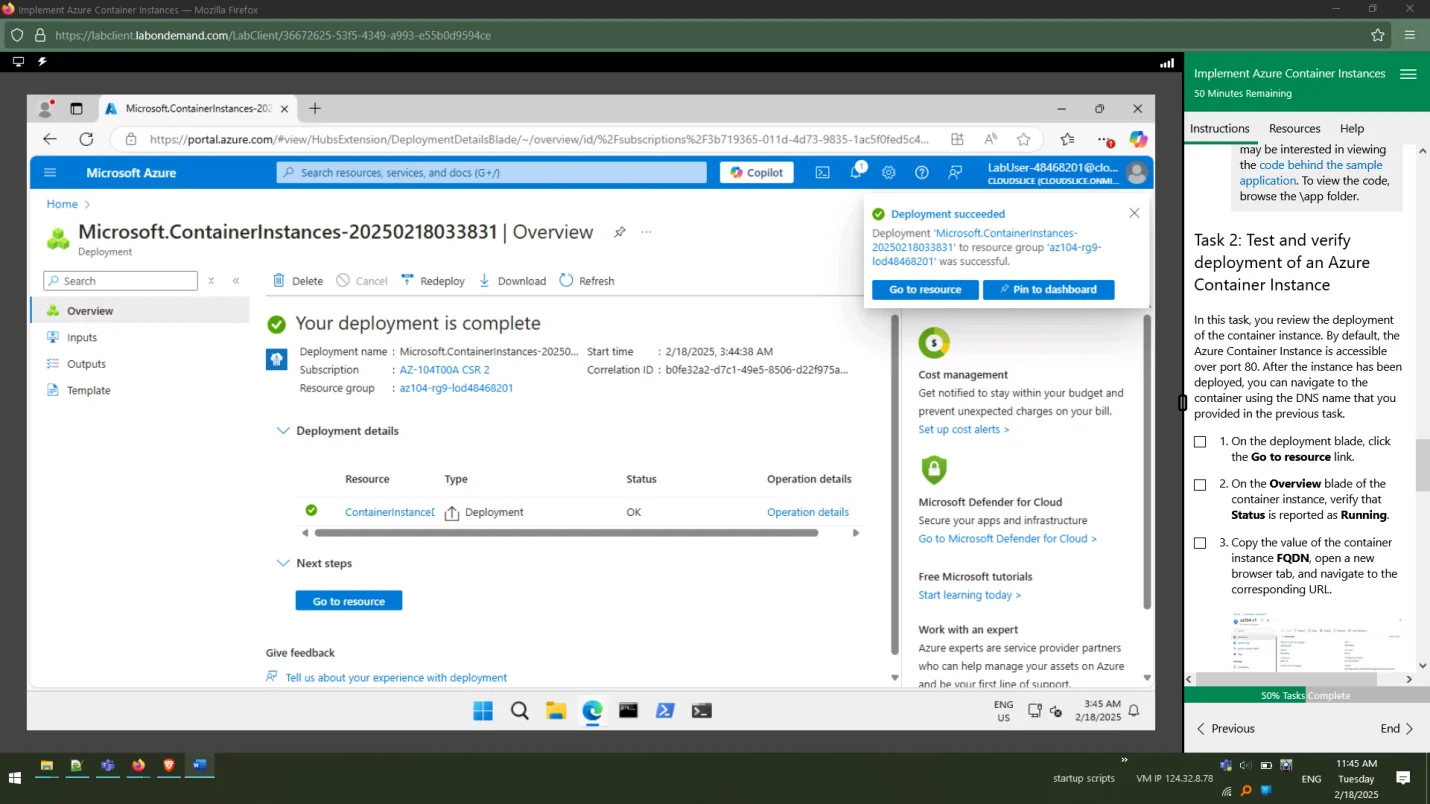 Implement Azure Container Instances — Mozilla Firefox
https://labclient.labondemand.com/LabClient/36672625-53f5-4349-a993-e55b0d9594ce
Microsoft.ContainerInstances-202
https://portal.azure.com/#view/HubsExtension/DeploymentDetailsBlade/~/overview/id/%2Fsubscriptions%2F3b719365-011d-4d73-9835-1ac5f0fed5c4...
Microsoft Azure
Search resources, services, and docs (G+/)
Copilot
1
LabUser-48468201@clo...
CLOUDSLICE (CLOUDSLICE.ONMI...
Home
Microsoft.ContainerInstances-20250218033831 | Overview
Deployment
Search
Overview
Inputs
Outputs
Template
Delete
Cancel
Redeploy
Download
Refresh
Deployment succeeded
Deployment 'Microsoft.ContainerInstances-
20250218033831' to resource group 'az104-rg9-
lod48468201' was successful.
Go to resource
Pin to dashboard
Your deployment is complete
Deployment name : Microsoft.ContainerInstances-20250...
Subscription : AZ-104T00A CSR 2
Resource group : az104-rg9-lod48468201
Start time : 2/18/2025, 3:44:38 AM
Correlation ID : b0fe32a2-d7c1-49e5-8506-d22f975a...
Deployment details
Resource Type Status Operation details
ContainerInstanceD Deployment OK Operation details
Next steps
Go to resource
Give feedback
Tell us about your experience with deployment
Cost management
Get notified to stay within your budget and
prevent unexpected charges on your bill.
Set up cost alerts >
Microsoft Defender for Cloud
Secure your apps and infrastructure
Go to Microsoft Defender for Cloud >
Free Microsoft tutorials
Start learning today >
Work with an expert
Azure experts are service provider partners
who can help manage your assets on Azure
and be your first line of support.
ENG
US
3:45 AM
2/18/2025
Implement Azure Container Instances
50 Minutes Remaining
Instructions Resources Help
may be interested in viewing
the code behind the sample
application. To view the code,
browse the \app folder.
Task 2: Test and verify
deployment of an Azure
Container Instance
In this task, you review the deployment
of the container instance. By default, the
Azure Container Instance is accessible
over port 80. After the instance has been
deployed, you can navigate to the
container using the DNS name that you
provided in the previous task.
1. On the deployment blade, click
the Go to resource link.
2. On the Overview blade of the
container instance, verify that
Status is reported as Running.
3. Copy the value of the container
instance FQDN, open a new
browser tab, and navigate to the
corresponding URL.
50% Tasks Complete
Previous
End
startup scripts
VM IP 124.32.8.78
ENG
11:45 AM
Tuesday
2/18/2025